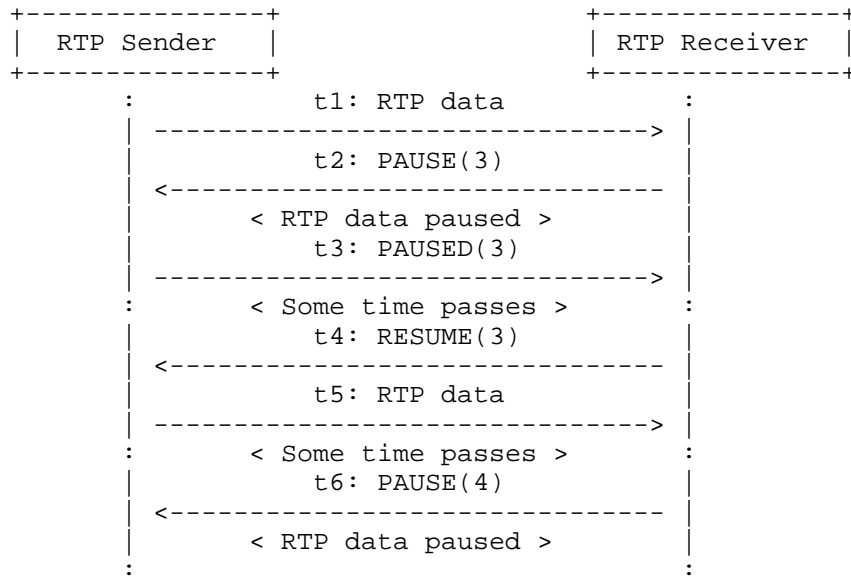 RTP Sender RTP Receiver
t1: RTP data
t2: PAUSE(3)
< RTP data paused >
t3: PAUSED(3)
< Some time passes >
t4: RESUME(3)
t5: RTP data
< Some time passes >
t6: PAUSE(4)
< RTP data paused >